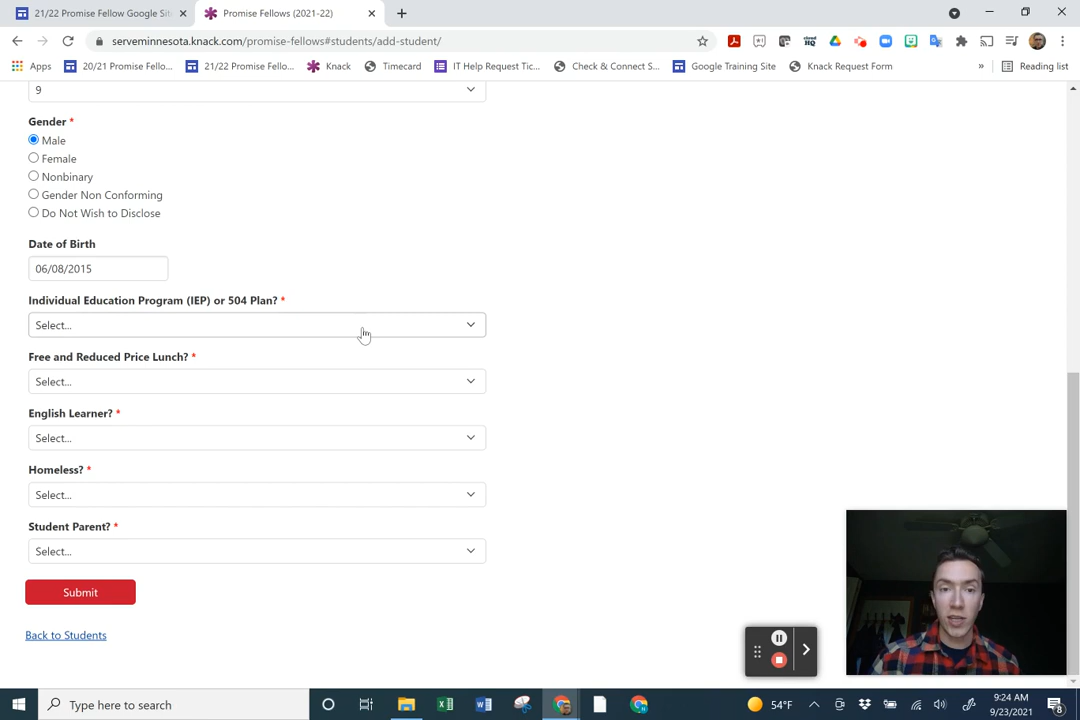 21/22 Promise Fellow Google Sit
Promise Fellows (2021-22)
serveminnesota.knack.com/promise-fellows#students/add-student/
Apps
20/21 Promise Fello...
21/22 Promise Fello...
Knack
Timecard
IT Help Request Tic...
Check & Connect S...
Google Training Site
Knack Request Form
»
Reading list
9
Gender *
Male
Female
Nonbinary
Gender Non Conforming
Do Not Wish to Disclose
Date of Birth
06/08/2015
Individual Education Program (IEP) or 504 Plan? *
Select...
Free and Reduced Price Lunch? *
Select...
English Learner? *
Select...
Homeless? *
Select...
Student Parent? *
Select...
Submit
Back to Students
Type here to search
54°F
9:24 AM
9/23/2021
8